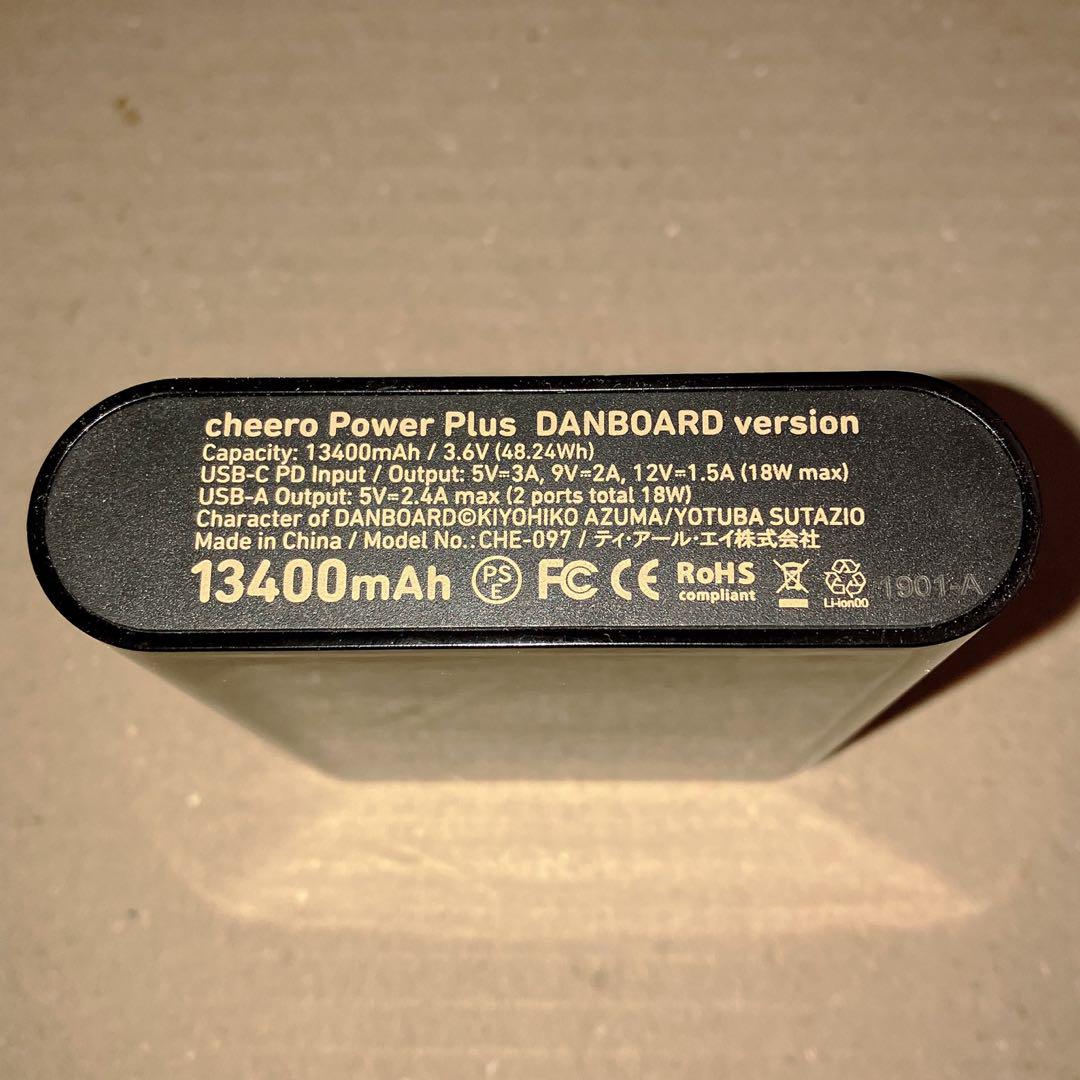 cheero Power Plus DANBOARD version
Capacity: 13400mAh / 3.6V (48.24Wh)
USB-C PD Input / Output: 5V=3A, 9V=2A, 12V=1.5A (18W max)
USB-A Output: 5V=2.4A max (2 ports total 18W)
Character of DANBOARD©KIYOHIKO AZUMA/YOTUBA SUTAZIO
Made in China / Model No.:CHE-097 / ティ・アール・エイ株式会社
13400mAh PSE FC CE RoHS compliant Li-ion00 1901-A